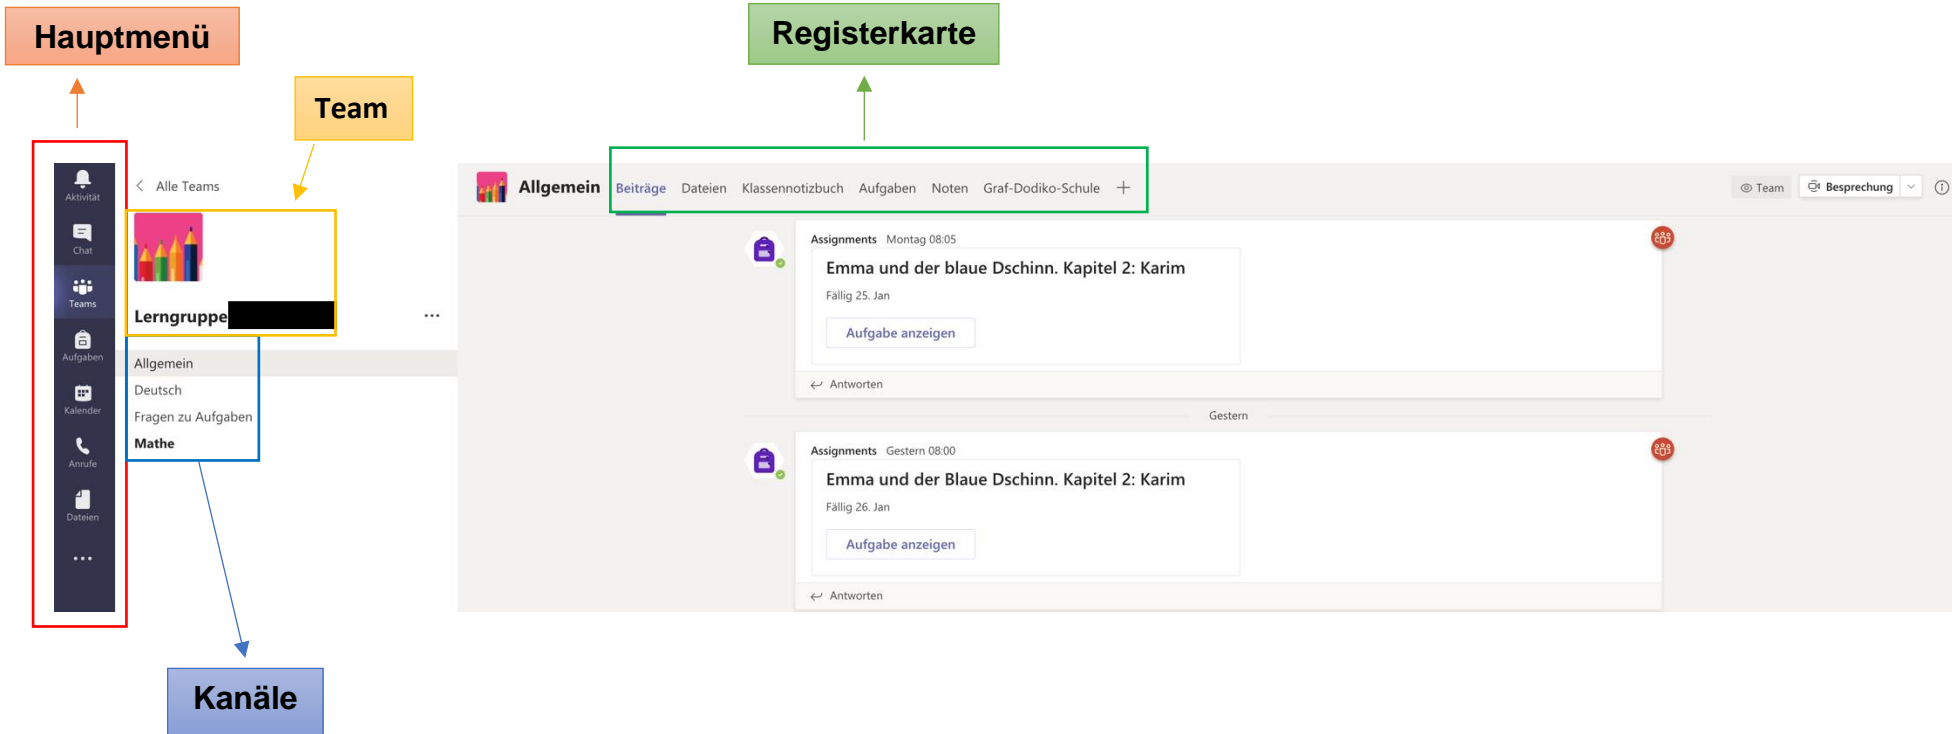 Hauptmenü
Registerkarte
Team
Aktivität
Chat
Teams
Aufgaben
Kalender
Anrufe
Dateien
Alle Teams
Lerngruppe
Allgemein
Deutsch
Fragen zu Aufgaben
Mathe
Kanäle
Allgemein Beiträge Dateien Klassennotizbuch Aufgaben Noten Graf-Dodiko-Schule
Team Besprechung
Assignments Montag 08:05
Emma und der blaue Dschinn. Kapitel 2: Karim
Fällig 25. Jan
Aufgabe anzeigen
Antworten
Gestern
Assignments Gestern 08:00
Emma und der Blaue Dschinn. Kapitel 2: Karim
Fällig 26. Jan
Aufgabe anzeigen
Antworten